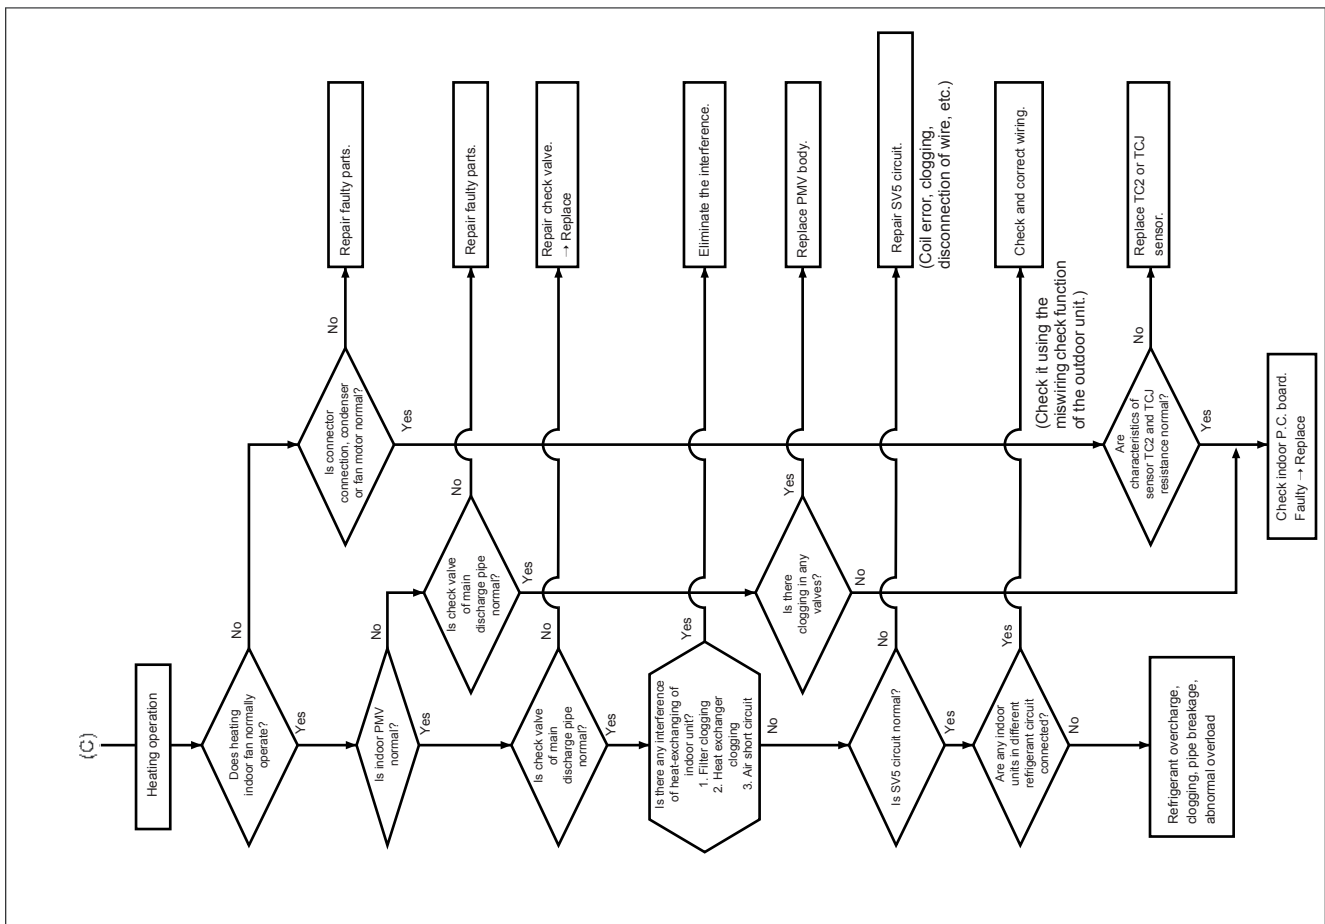 (C)
Heating operation
Does heating
indoor fan normally
operate?
No
Yes
Is connector
connection, condenser
or fan motor normal?
No
Yes
Repair faulty parts.
Is indoor PMV
normal?
No
Yes
Is check valve
of main
discharge pipe
normal?
No
Yes
Repair faulty parts.
Is check valve
of main
discharge pipe
normal?
No
Yes
Repair check valve.
→ Replace
Is there any interference
of heat-exchanging of
indoor unit?
1. Filter clogging
2. Heat exchanger
clogging
3. Air short circuit
Yes
No
Eliminate the interference.
Is there
clogging in any
valves?
Yes
No
Replace PMV body.
Is SV5 circuit normal?
No
Yes
Repair SV5 circuit.
(Coil error, clogging,
disconnection of wire, etc.)
Are any indoor
units in different
refrigerant circuit
connected?
Yes
No
Check and correct wiring.
(Check it using the
miswiring check function
of the outdoor unit.)
Are
characteristics of
sensor TC2 and TCJ
resistance normal?
No
Yes
Replace TC2 or TCJ
sensor.
Refrigerant overcharge,
clogging, pipe breakage,
abnormal overload
Check indoor P.C. board.
Faulty → Replace